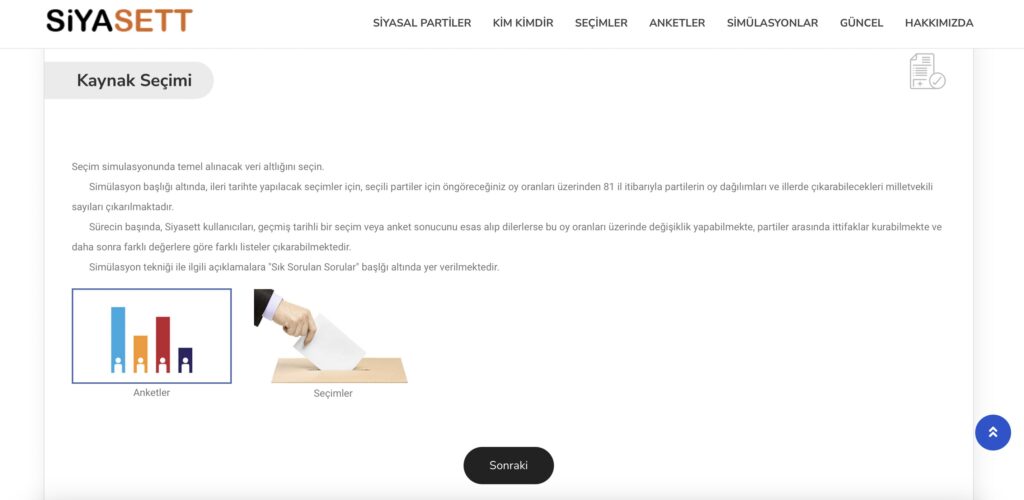 SİYASETT
SİYASAL PARTİLER KİM KİMDİR SEÇİMLER ANKETLER SİMÜLASYONLAR GÜNCEL HAKKIMIZDA
Kaynak Seçimi
Seçim simulasyonunda temel alınacak veri altlığını seçin.
Simülasyon başlığı altında, ileri tarihte yapılacak seçimler için, seçili partiler için öngöreceğiniz oy oranları üzerinden 81 il itibarıyla partilerin oy dağılımları ve illerde çıkarabilecekleri milletvekili
sayıları çıkarılmaktadır.
Sürecin başında, Siyasett kullanıcıları, geçmiş tarihli bir seçim veya anket sonucunu esas alıp dilerlerse bu oy oranları üzerinde değişiklik yapabilmekte, partiler arasında ittifaklar kurabilmekte ve
daha sonra farklı değerlere göre farklı listeler çıkarabilmektedir.
Simülasyon tekniği ile ilgili açıklamalara "Sık Sorulan Sorular" başlğı altında yer verilmektedir.
Anketler
Seçimler
Sonraki